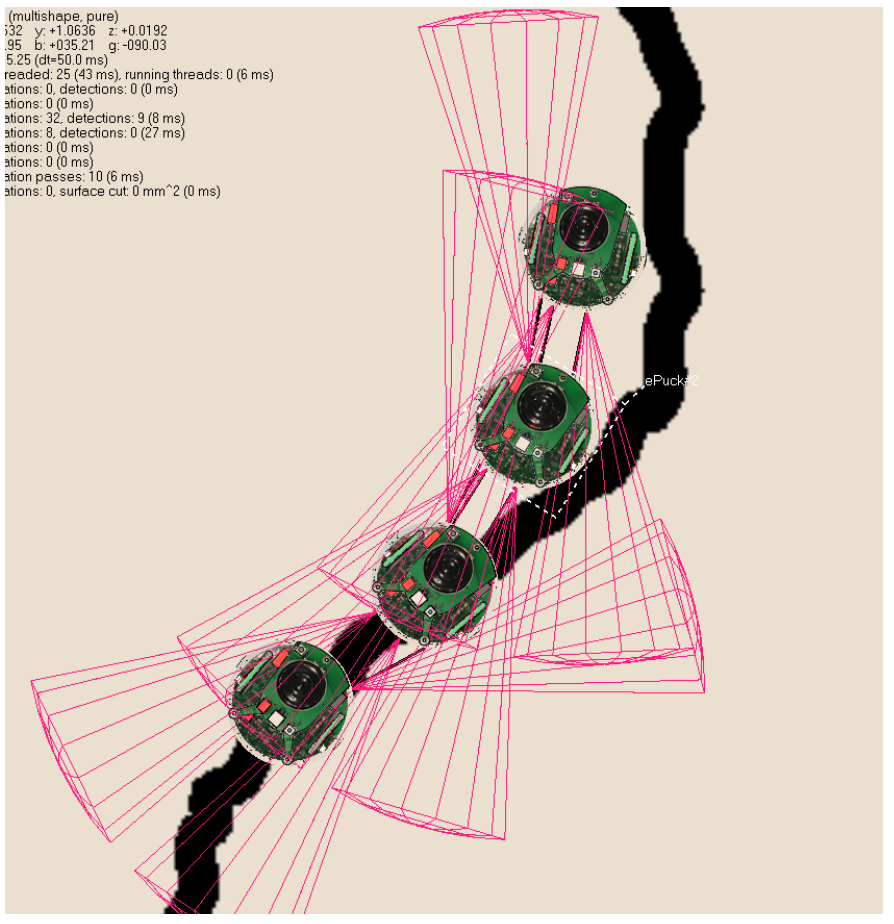 (multishape, pure)
532 y: +1.0636 z: +0.0192
.95 b: +035.21 g: -090.03
5.25 (dt=50.0 ms)
readed: 25 (43 ms), running threads: 0 (6 ms)
ations: 0, detections: 0 (0 ms)
ations: 0 (0 ms)
ations: 32, detections: 9 (8 ms)
ations: 8, detections: 0 (27 ms)
ations: 0 (0 ms)
ations: 0 (0 ms)
ation passes: 10 (6 ms)
ations: 0, surface cut: 0 mm^2 (0 ms)
ePuck#2